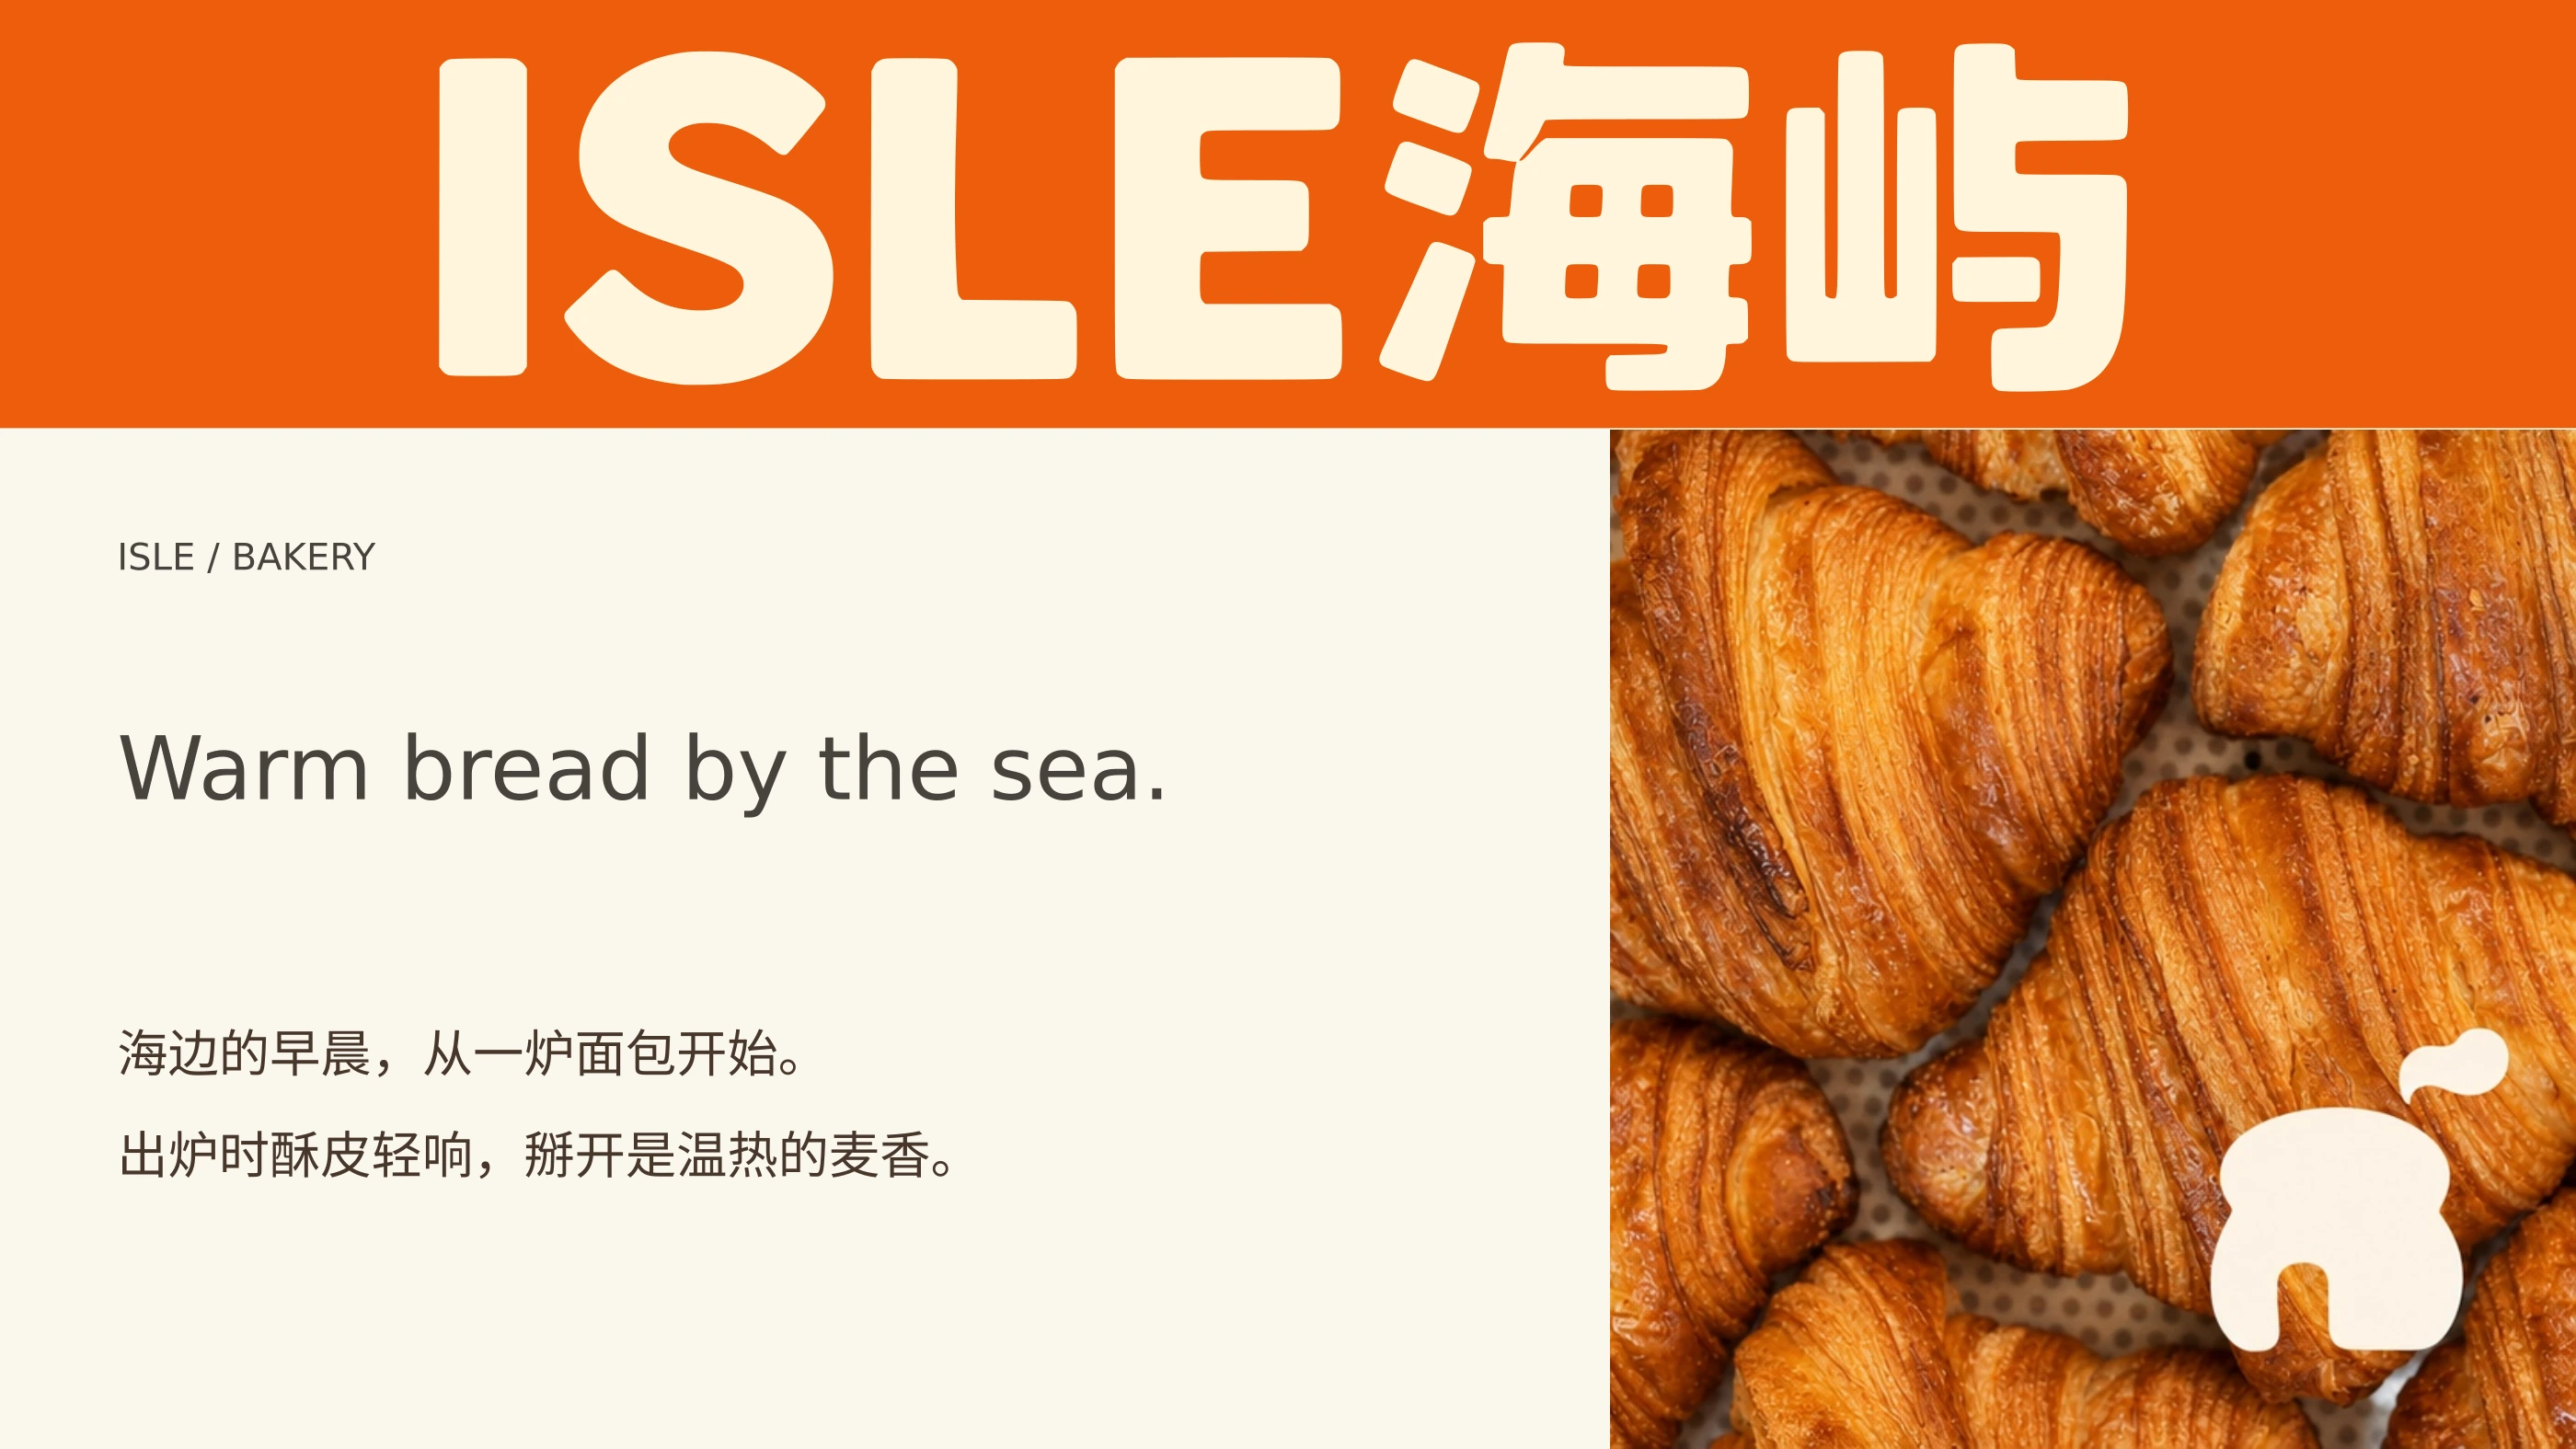 ISLE海屿
ISLE / BAKERY
Warm bread by the sea.
海边的早晨，从一炉面包开始。
出炉时酥皮轻响，掰开是温热的麦香。